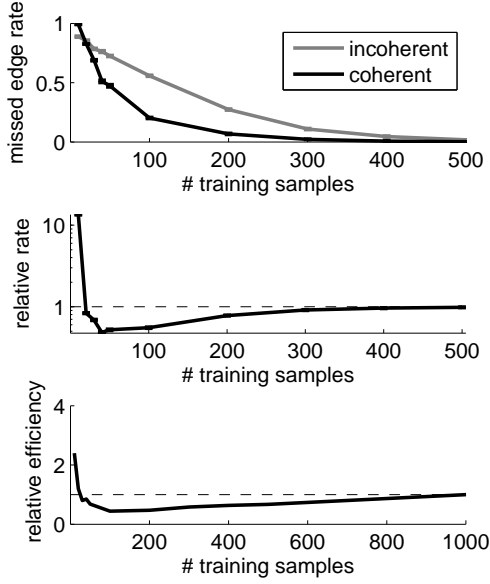 missed edge rate
1
0.5
0
incoherent
coherent
100 200 300 400 500
# training samples
relative rate
10
1
100 200 300 400 500
# training samples
relative efficiency
4
2
0
200 400 600 800 1000
# training samples